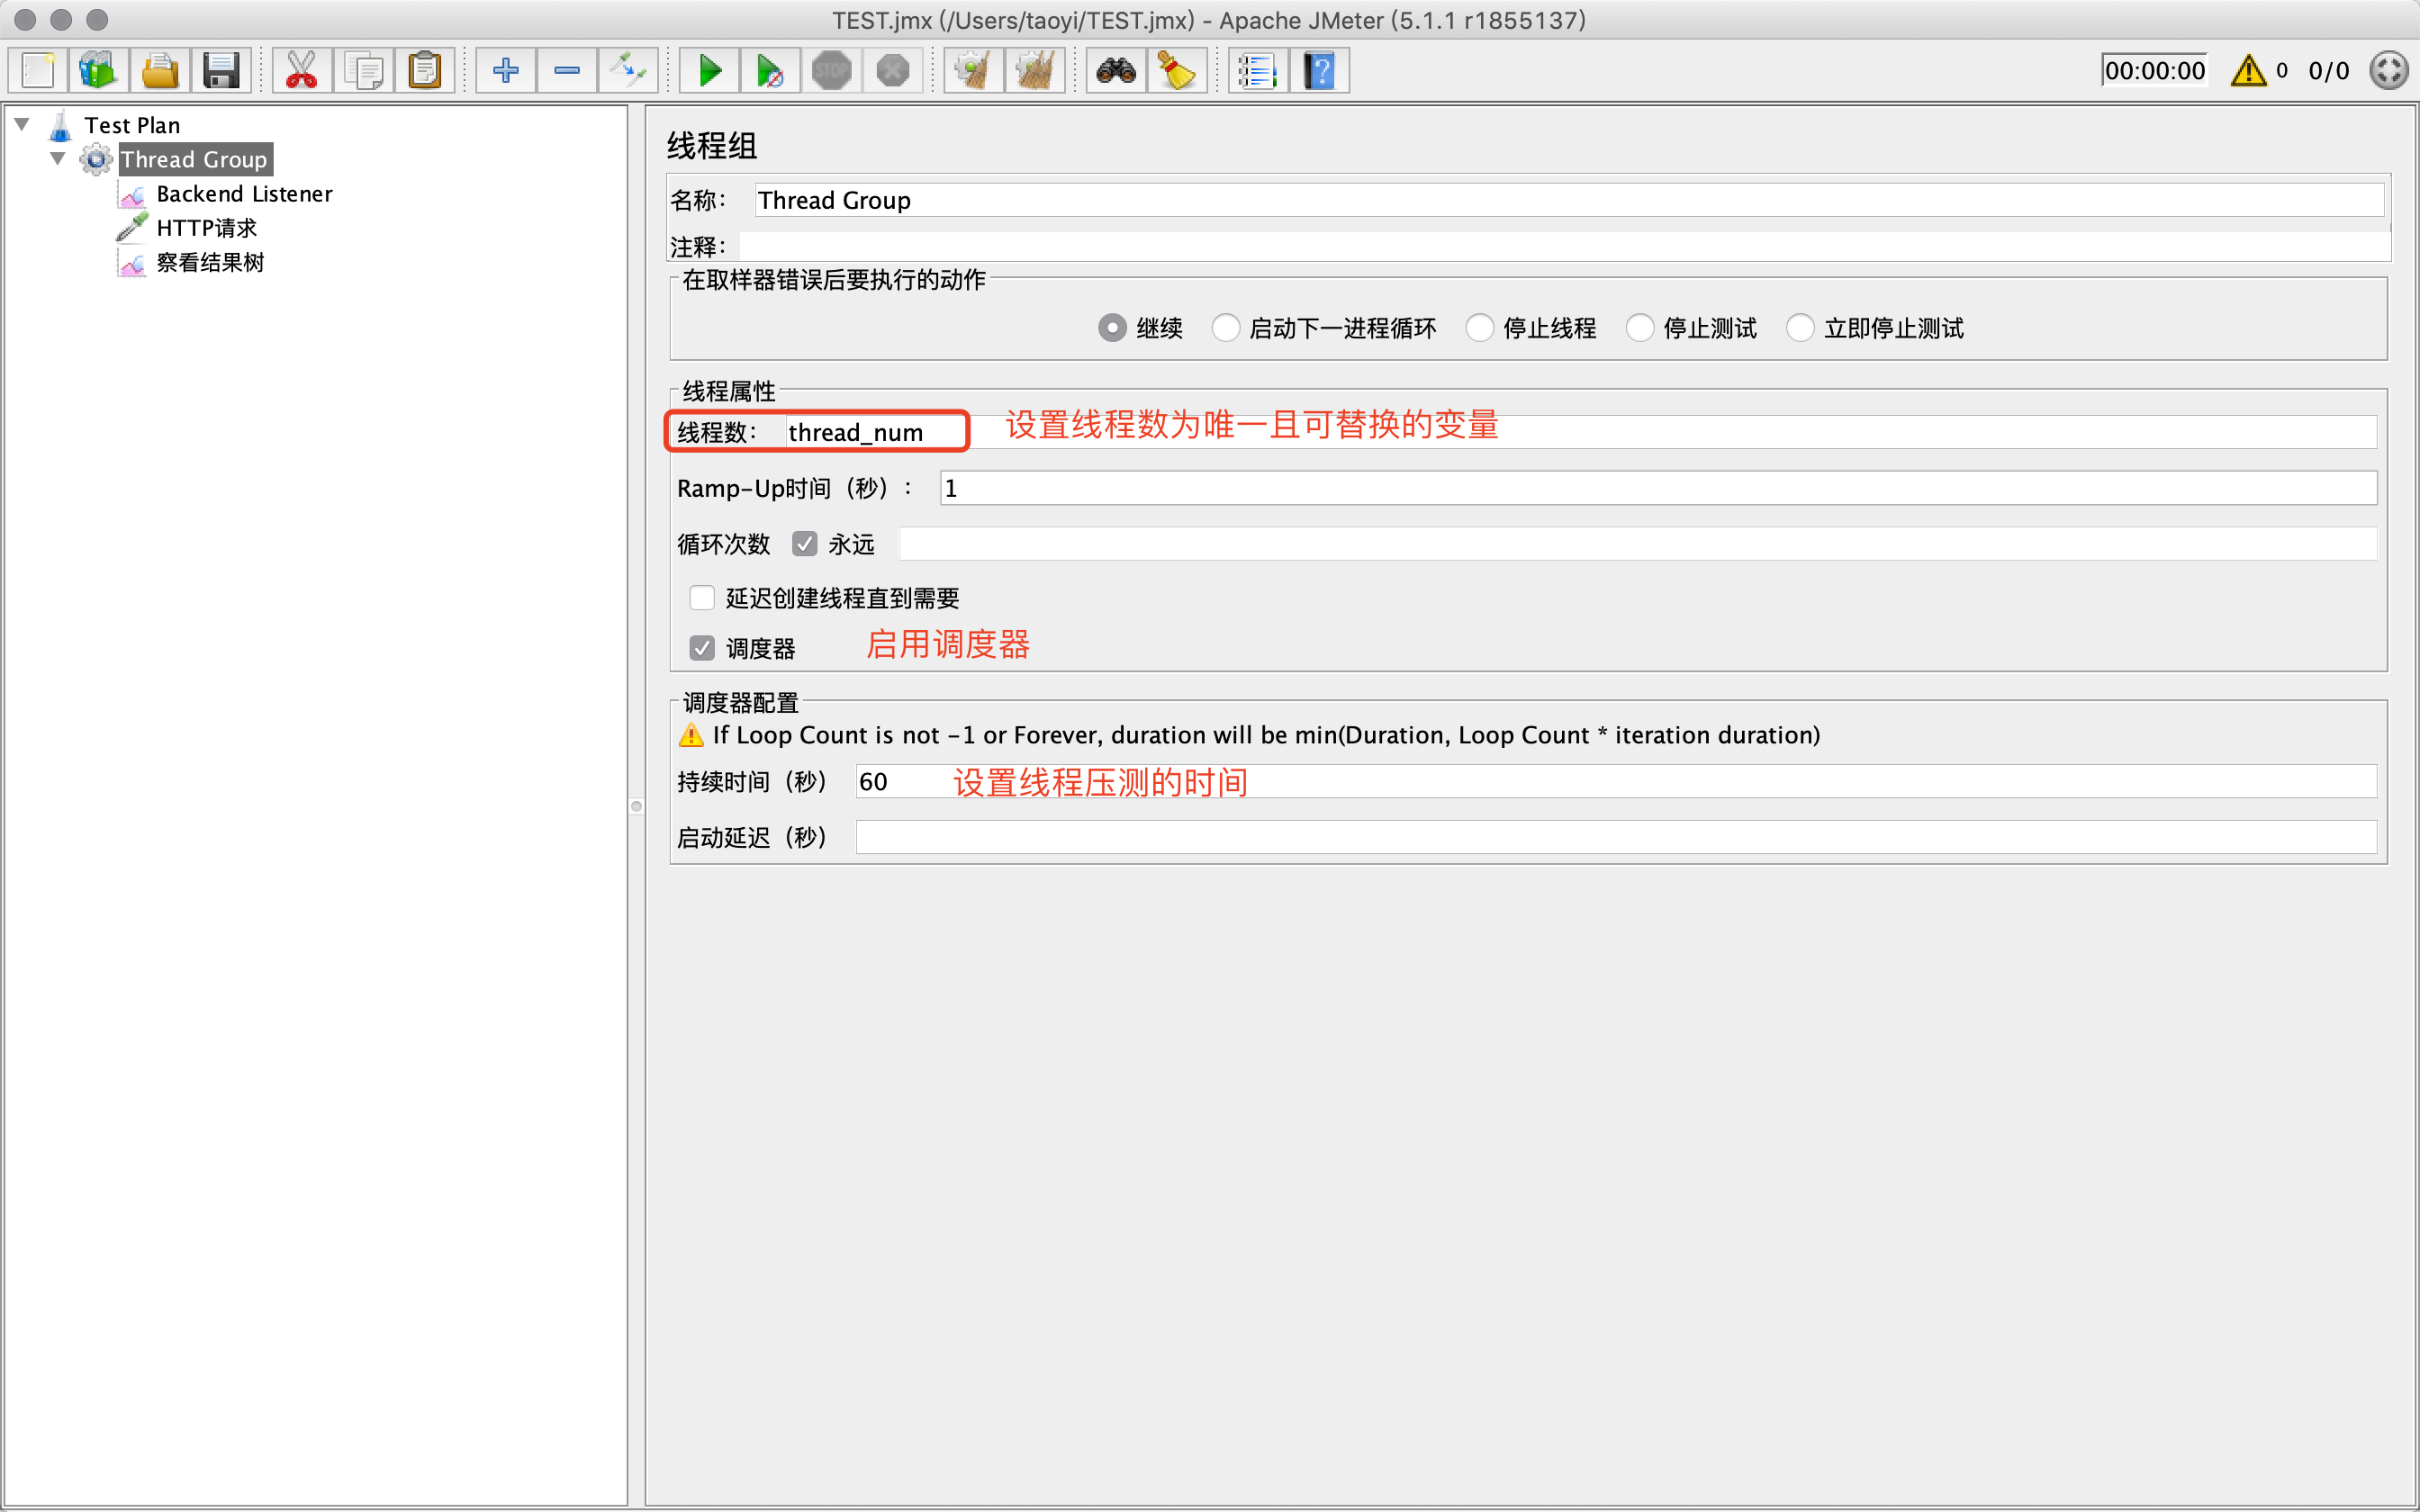 TEST.jmx (/Users/taoyi/TEST.jmx) - Apache JMeter (5.1.1 r1855137)
STOP
00:00:00 0 0/0
Test Plan
Thread Group
Backend Listener
HTTP请求
察看结果树
线程组
名称： Thread Group
注释：
在取样器错误后要执行的动作
继续 启动下一进程循环 停止线程 停止测试 立即停止测试
线程属性
线程数： thread_num 设置线程数为唯一且可替换的变量
Ramp-Up时间（秒）： 1
循环次数 永远
延迟创建线程直到需要
调度器 启用调度器
调度器配置
If Loop Count is not -1 or Forever, duration will be min(Duration, Loop Count * iteration duration)
持续时间（秒） 60 设置线程压测的时间
启动延迟（秒）